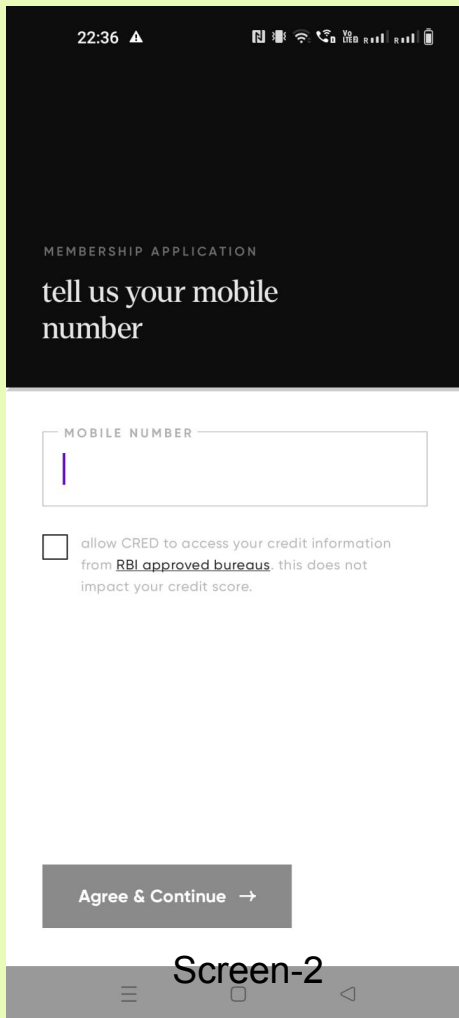 22:36
VoLTED R R
MEMBERSHIP APPLICATION
tell us your mobile
number
MOBILE NUMBER
allow CRED to access your credit information
from RBI approved bureaus. this does not
impact your credit score.
Agree & Continue →
Screen-2